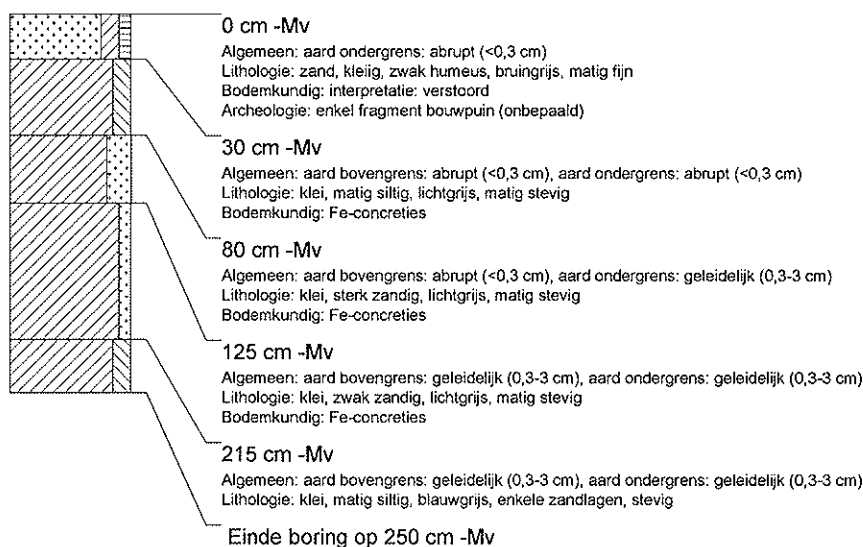 0 cm -Mv
Algemeen: aard ondergrens: abrupt (<0,3 cm)
Lithologie: zand, kleiïg, zwak humeus, bruingrijs, matig fijn
Bodemkundig: interpretatie: verstoord
Archeologie: enkel fragment bouwpuin (onbepaald)
30 cm -Mv
Algemeen: aard bovengrens: abrupt (<0,3 cm), aard ondergrens: abrupt (<0,3 cm)
Lithologie: klei, matig siltig, lichtgrijs, matig stevig
Bodemkundig: Fe-concreties
80 cm -Mv
Algemeen: aard bovengrens: abrupt (<0,3 cm), aard ondergrens: geleidelijk (0,3-3 cm)
Lithologie: klei, sterk zandig, lichtgrijs, matig stevig
Bodemkundig: Fe-concreties
125 cm -Mv
Algemeen: aard bovengrens: geleidelijk (0,3-3 cm), aard ondergrens: geleidelijk (0,3-3 cm)
Lithologie: klei, zwak zandig, lichtgrijs, matig stevig
Bodemkundig: Fe-concreties
215 cm -Mv
Algemeen: aard bovengrens: geleidelijk (0,3-3 cm), aard ondergrens: geleidelijk (0,3-3 cm)
Lithologie: klei, matig siltig, blauwgrijs, enkele zandlagen, stevig
Einde boring op 250 cm -Mv